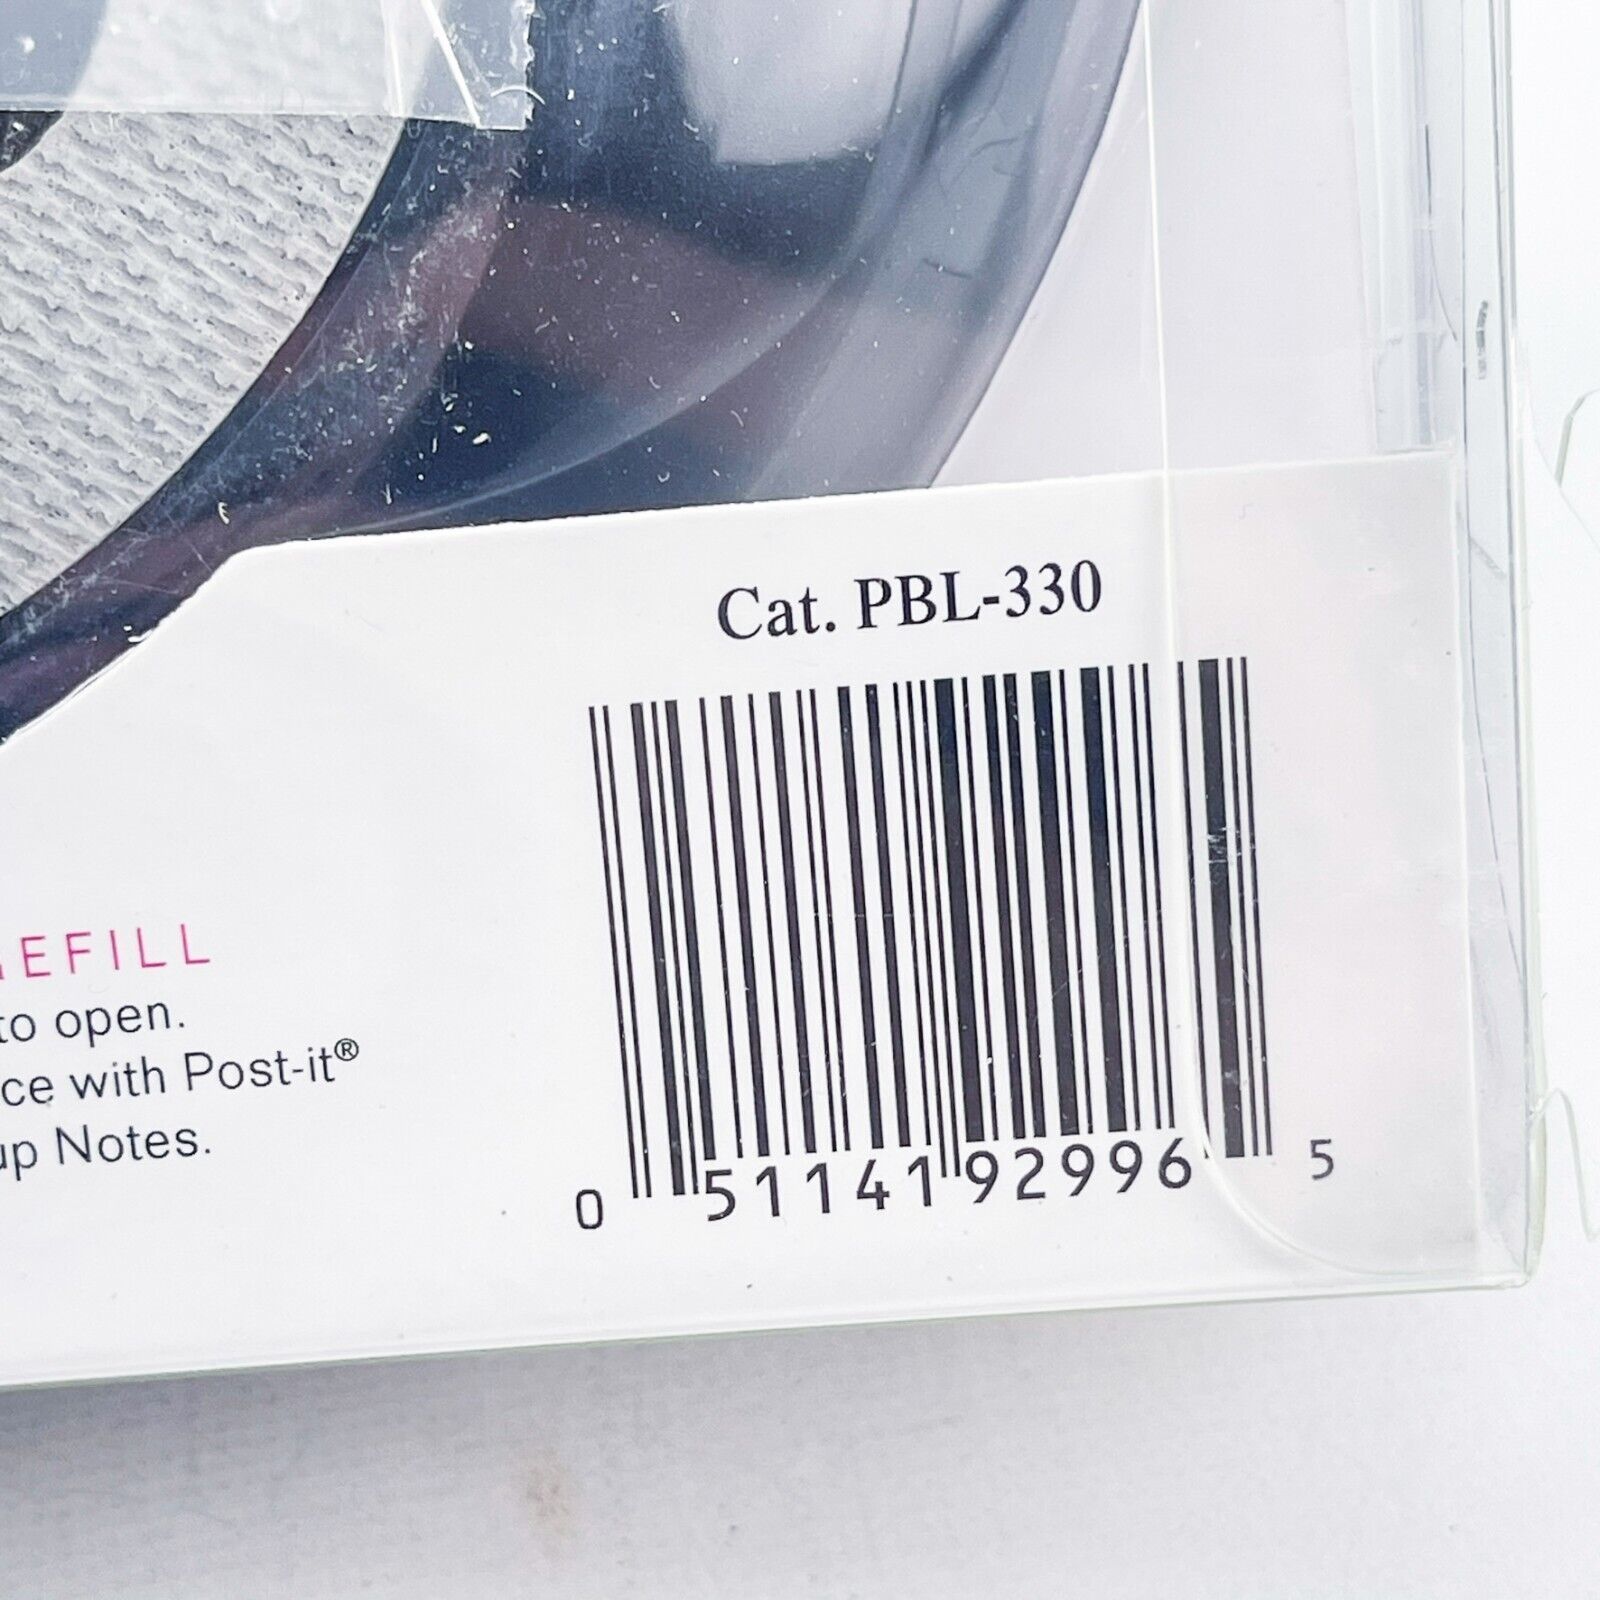 Cat. PBL-330
EFILL
to open.
ce with Post-it®
up Notes.
0 51141 92996 5